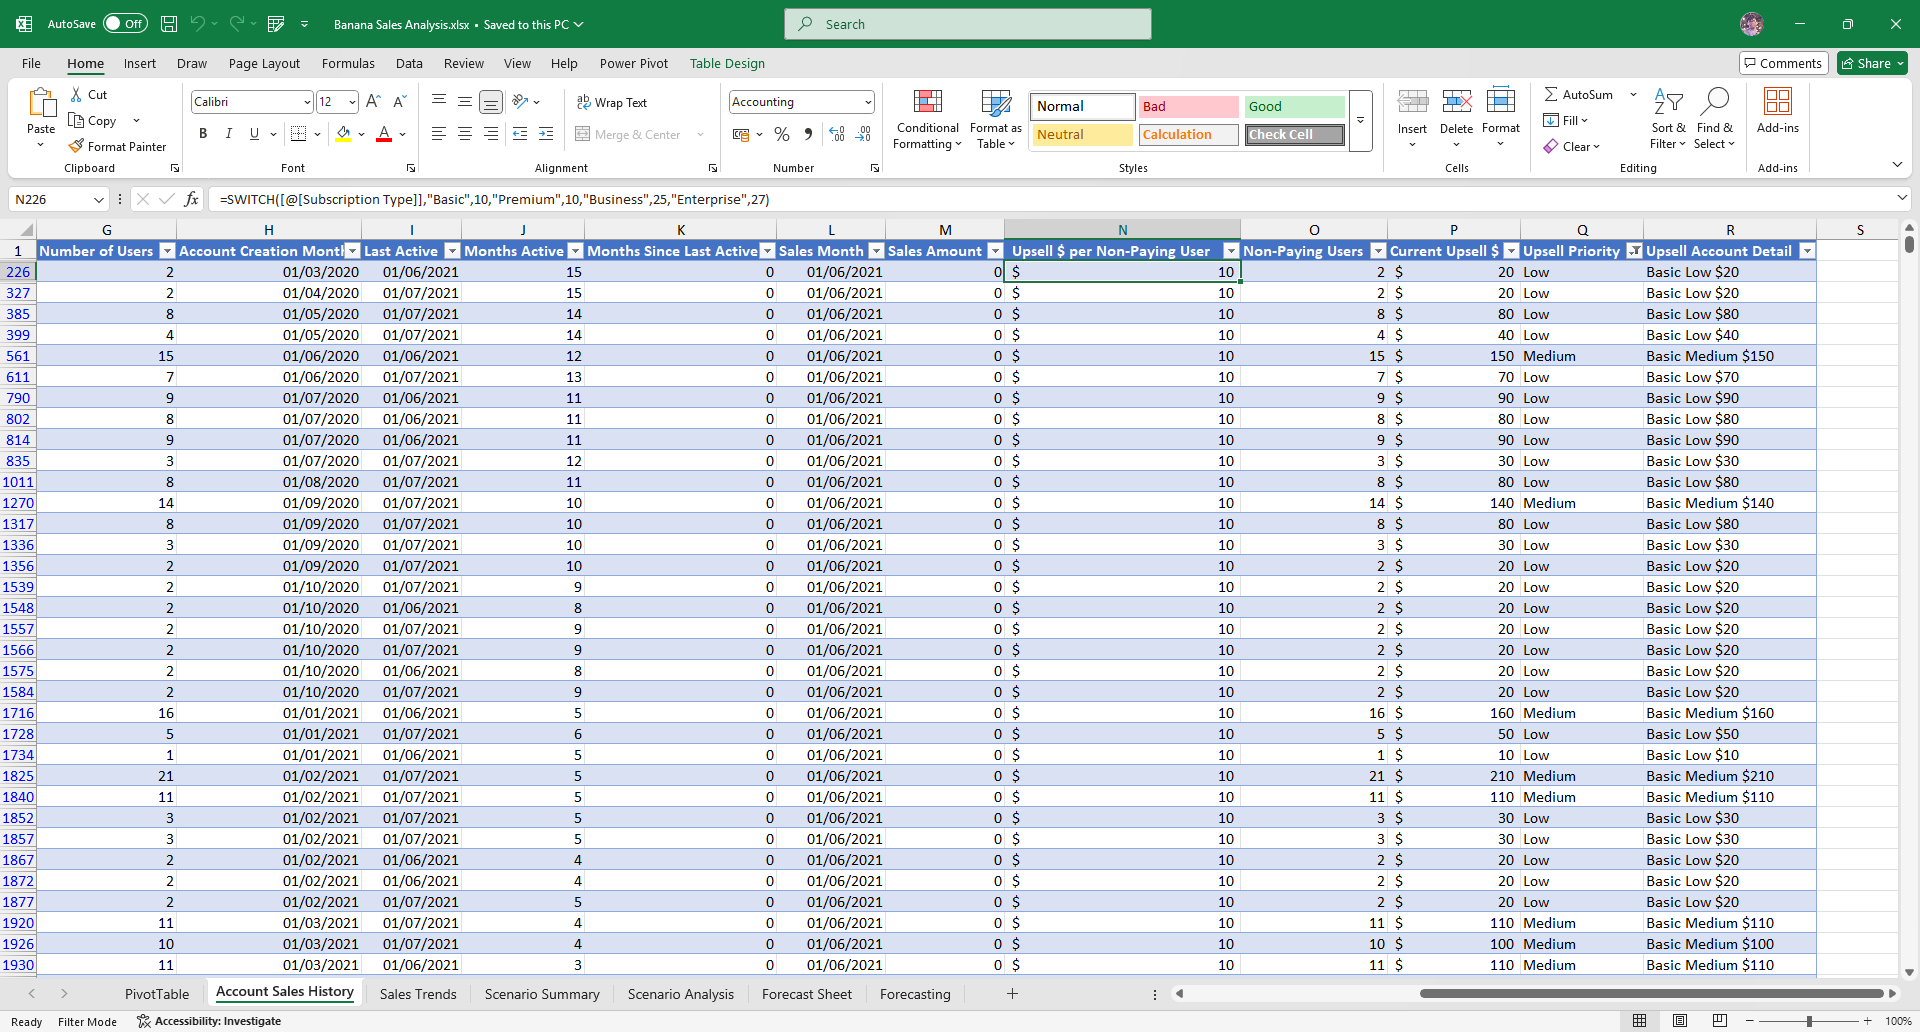 AutoSave Off Banana Sales Analysis.xlsx • Saved to this PC Search
File Home Insert Draw Page Layout Formulas Data Review View Help Power Pivot Table Design Comments Share
Paste Cut Copy Format Painter Clipboard
Calibri 12 B I U A Font
Wrap Text Merge & Center Alignment
Accounting % Number
Conditional Formatting Format as Table Normal Bad Good Neutral Calculation Check Cell Styles
Insert Delete Format Cells
AutoSum Fill Clear Sort & Filter Find & Select Editing
Add-ins Add-ins
N226 fx =SWITCH([@[Subscription Type]],"Basic",10,"Premium",10,"Business",25,"Enterprise",27)
G H I J K L M N O P Q R S
1 Number of Users Account Creation Month Last Active Months Active Months Since Last Active Sales Month Sales Amount Upsell $ per Non-Paying User Non-Paying Users Current Upsell $ Upsell Priority Upsell Account Detail
226 2 01/03/2020 01/06/2021 15 0 01/06/2021 0 $ 10 2 $ 20 Low Basic Low $20
327 2 01/04/2020 01/07/2021 15 0 01/06/2021 0 $ 10 2 $ 20 Low Basic Low $20
385 8 01/05/2020 01/07/2021 14 0 01/06/2021 0 $ 10 8 $ 80 Low Basic Low $80
399 4 01/05/2020 01/07/2021 14 0 01/06/2021 0 $ 10 4 $ 40 Low Basic Low $40
561 15 01/06/2020 01/06/2021 12 0 01/06/2021 0 $ 10 15 $ 150 Medium Basic Medium $150
611 7 01/06/2020 01/07/2021 13 0 01/06/2021 0 $ 10 7 $ 70 Low Basic Low $70
790 9 01/07/2020 01/06/2021 11 0 01/06/2021 0 $ 10 9 $ 90 Low Basic Low $90
802 8 01/07/2020 01/06/2021 11 0 01/06/2021 0 $ 10 8 $ 80 Low Basic Low $80
814 9 01/07/2020 01/06/2021 11 0 01/06/2021 0 $ 10 9 $ 90 Low Basic Low $90
835 3 01/07/2020 01/07/2021 12 0 01/06/2021 0 $ 10 3 $ 30 Low Basic Low $30
1011 8 01/08/2020 01/07/2021 11 0 01/06/2021 0 $ 10 8 $ 80 Low Basic Low $80
1270 14 01/09/2020 01/07/2021 10 0 01/06/2021 0 $ 10 14 $ 140 Medium Basic Medium $140
1317 8 01/09/2020 01/07/2021 10 0 01/06/2021 0 $ 10 8 $ 80 Low Basic Low $80
1336 3 01/09/2020 01/07/2021 10 0 01/06/2021 0 $ 10 3 $ 30 Low Basic Low $30
1356 2 01/09/2020 01/07/2021 10 0 01/06/2021 0 $ 10 2 $ 20 Low Basic Low $20
1539 2 01/10/2020 01/07/2021 9 0 01/06/2021 0 $ 10 2 $ 20 Low Basic Low $20
1548 2 01/10/2020 01/06/2021 8 0 01/06/2021 0 $ 10 2 $ 20 Low Basic Low $20
1557 2 01/10/2020 01/07/2021 9 0 01/06/2021 0 $ 10 2 $ 20 Low Basic Low $20
1566 2 01/10/2020 01/07/2021 9 0 01/06/2021 0 $ 10 2 $ 20 Low Basic Low $20
1575 2 01/10/2020 01/06/2021 8 0 01/06/2021 0 $ 10 2 $ 20 Low Basic Low $20
1584 2 01/10/2020 01/07/2021 9 0 01/06/2021 0 $ 10 2 $ 20 Low Basic Low $20
1716 16 01/01/2021 01/06/2021 5 0 01/06/2021 0 $ 10 16 $ 160 Medium Basic Medium $160
1728 5 01/01/2021 01/07/2021 6 0 01/06/2021 0 $ 10 5 $ 50 Low Basic Low $50
1734 1 01/01/2021 01/06/2021 5 0 01/06/2021 0 $ 10 1 $ 10 Low Basic Low $10
1825 21 01/02/2021 01/07/2021 5 0 01/06/2021 0 $ 10 21 $ 210 Medium Basic Medium $210
1840 11 01/02/2021 01/07/2021 5 0 01/06/2021 0 $ 10 11 $ 110 Medium Basic Medium $110
1852 3 01/02/2021 01/07/2021 5 0 01/06/2021 0 $ 10 3 $ 30 Low Basic Low $30
1857 3 01/02/2021 01/07/2021 5 0 01/06/2021 0 $ 10 3 $ 30 Low Basic Low $30
1867 2 01/02/2021 01/06/2021 4 0 01/06/2021 0 $ 10 2 $ 20 Low Basic Low $20
1872 2 01/02/2021 01/06/2021 4 0 01/06/2021 0 $ 10 2 $ 20 Low Basic Low $20
1877 2 01/02/2021 01/07/2021 5 0 01/06/2021 0 $ 10 2 $ 20 Low Basic Low $20
1920 11 01/03/2021 01/07/2021 4 0 01/06/2021 0 $ 10 11 $ 110 Medium Basic Medium $110
1926 10 01/03/2021 01/07/2021 4 0 01/06/2021 0 $ 10 10 $ 100 Medium Basic Medium $100
1930 11 01/03/2021 01/06/2021 3 0 01/06/2021 0 $ 10 11 $ 110 Medium Basic Medium $110
PivotTable Account Sales History Sales Trends Scenario Summary Scenario Analysis Forecast Sheet Forecasting
Ready Filter Mode Accessibility: Investigate 100%